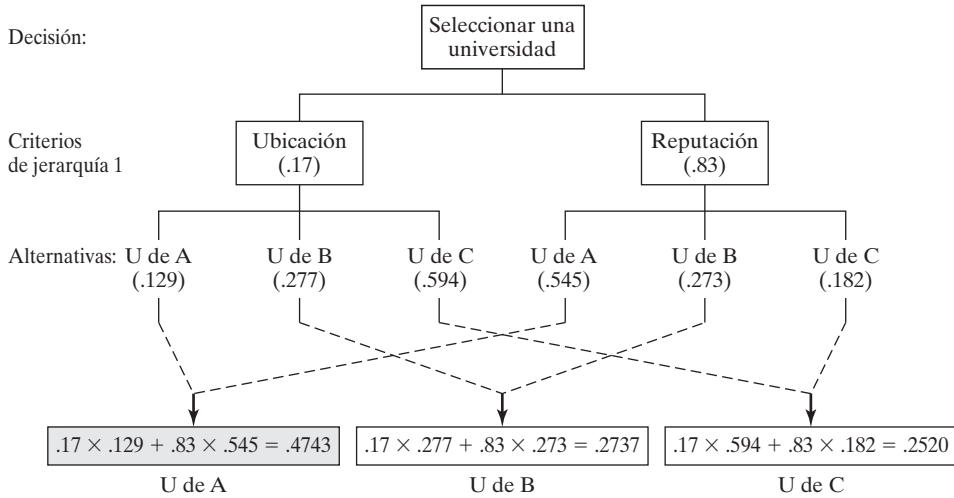 Decisión:
Seleccionar una
universidad
Criterios
de jerarquía 1
Ubicación
(.17)
Reputación
(.83)
Alternativas:
U de A
(.129)
U de B
(.277)
U de C
(.594)
U de A
(.545)
U de B
(.273)
U de C
(.182)
.17 × .129 + .83 × .545 = .4743
.17 × .277 + .83 × .273 = .2737
.17 × .594 + .83 × .182 = .2520
U de A
U de B
U de C